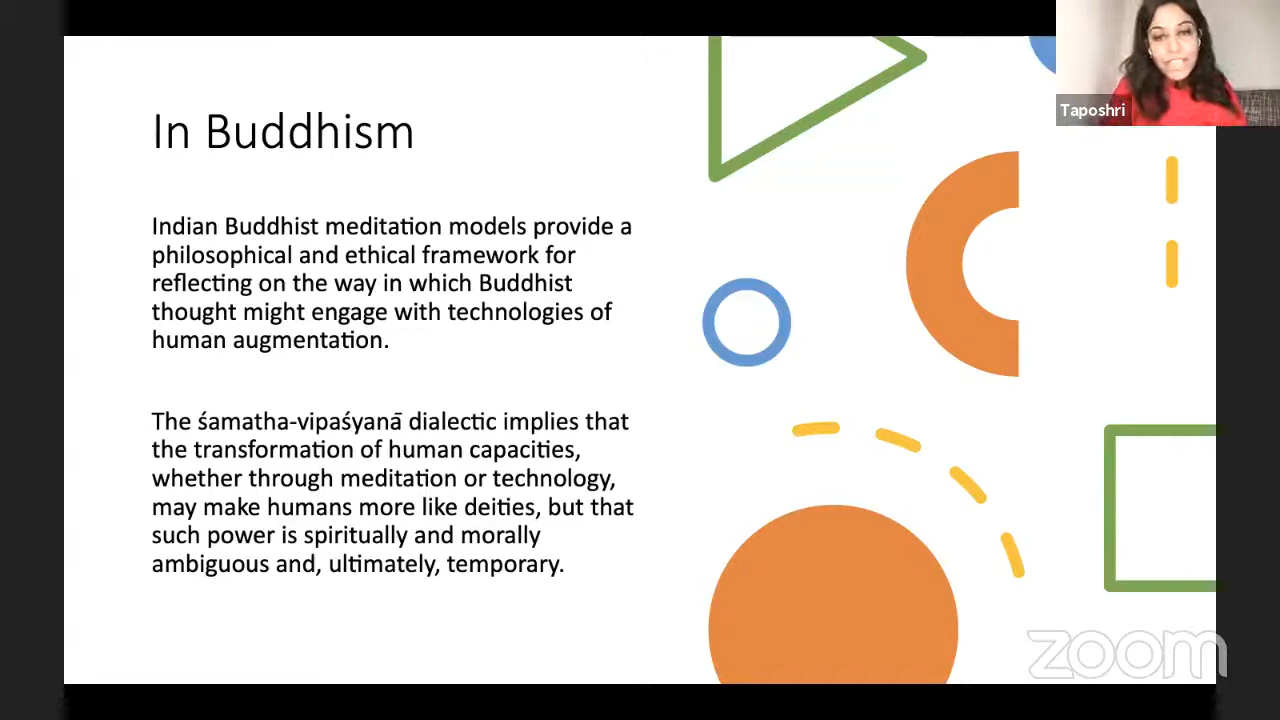 Taposhri
In Buddhism
Indian Buddhist meditation models provide a
philosophical and ethical framework for
reflecting on the way in which Buddhist
thought might engage with technologies of
human augmentation.
The śamatha-vipaśyanā dialectic implies that
the transformation of human capacities,
whether through meditation or technology,
may make humans more like deities, but that
such power is spiritually and morally
ambiguous and, ultimately, temporary.
zoom